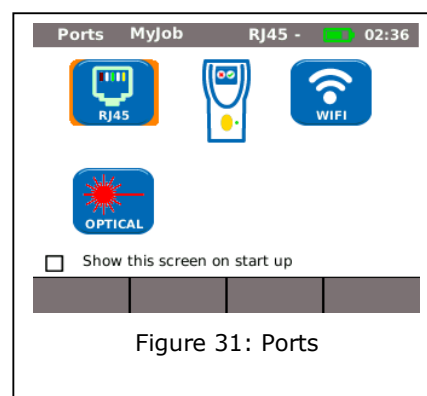 Ports MyJob RJ45 - 02:36
RJ45 WIFI
OPTICAL
Show this screen on start up
Figure 31: Ports